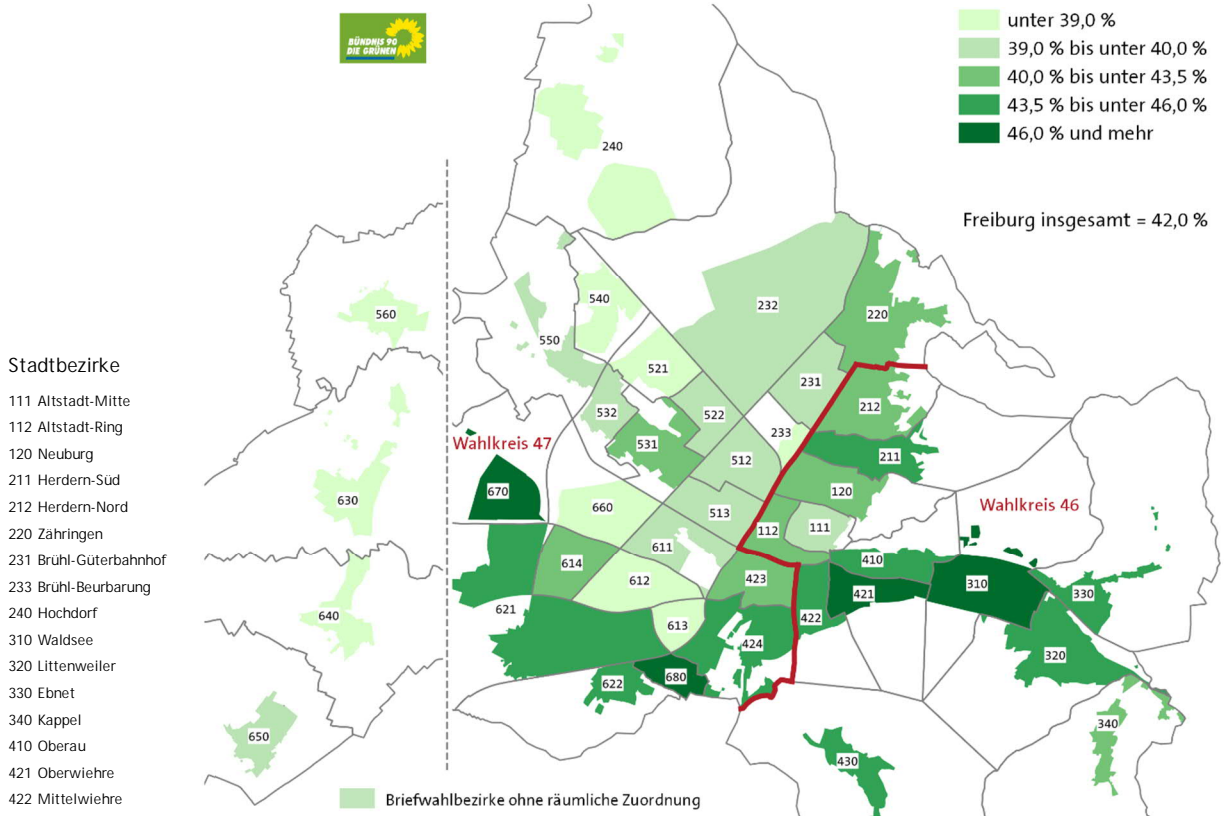 BÜNDNIS 90
DIE GRÜNEN
unter 39,0 %
39,0 % bis unter 40,0 %
40,0 % bis unter 43,5 %
43,5 % bis unter 46,0 %
46,0 % und mehr
Freiburg insgesamt = 42,0 %
Stadtbezirke
111 Altstadt-Mitte
112 Altstadt-Ring
120 Neuburg
211 Herdern-Süd
212 Herdern-Nord
220 Zähringen
231 Brühl-Güterbahnhof
233 Brühl-Beurbarung
240 Hochdorf
310 Waldsee
320 Littenweiler
330 Ebnet
340 Kappel
410 Oberau
421 Oberwiehre
422 Mittelwiehre
240
560
540
232
220
550
521
231
532
522
212
531
233
Wahlkreis 47
211
512
670
630
120
Wahlkreis 46
660
513
112
111
611
614
410
612
423
310
421
330
621
640
613
422
424
320
680
622
340
650
430
Briefwahlbezirke ohne räumliche Zuordnung